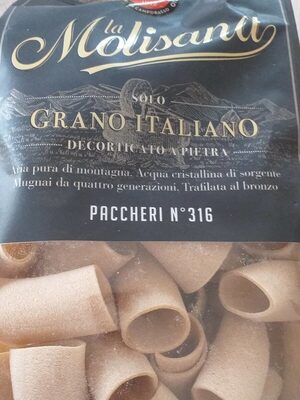 la
Molisana
SOLO
GRANO ITALIANO
DECORTICATO A PIETRA
Aria pura di montagna. Acqua cristallina di sorgente
Mugnai da quattro generazioni. Trafilata al bronzo
PACCHERI N°316